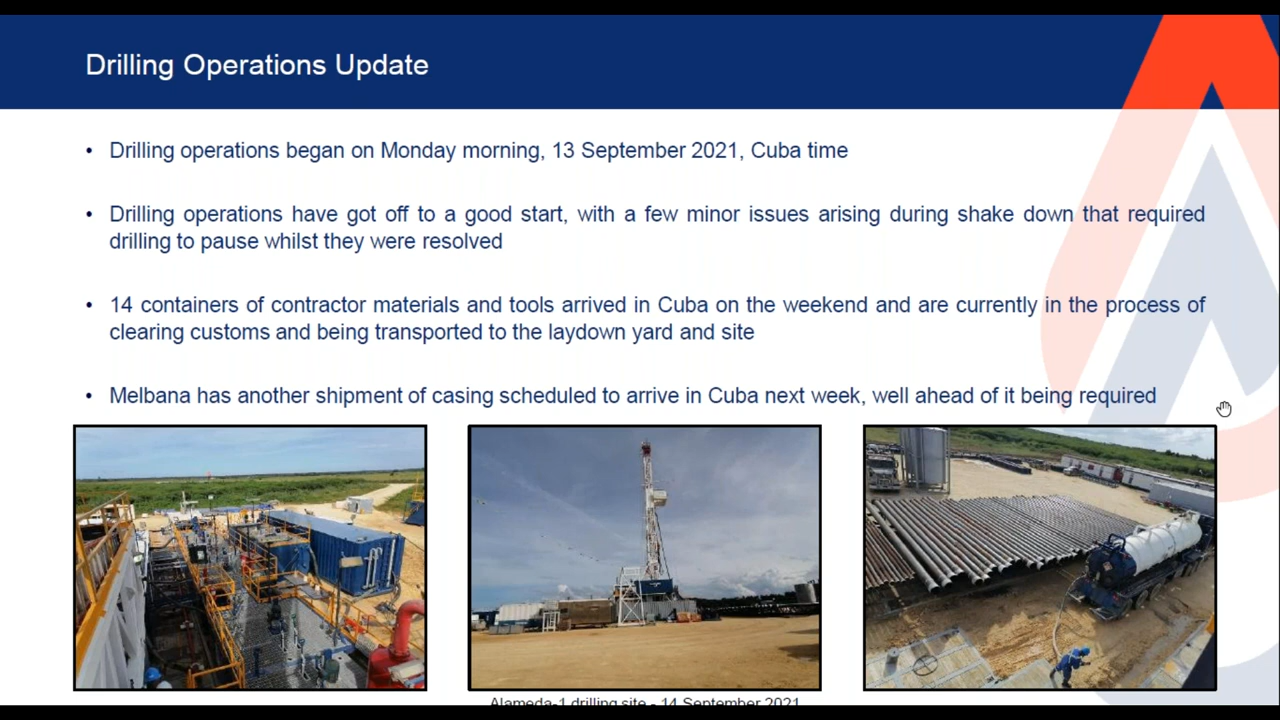 Drilling Operations Update
• Drilling operations began on Monday morning, 13 September 2021, Cuba time
• Drilling operations have got off to a good start, with a few minor issues arising during shake down that required
drilling to pause whilst they were resolved
• 14 containers of contractor materials and tools arrived in Cuba on the weekend and are currently in the process of
clearing customs and being transported to the laydown yard and site
• Melbana has another shipment of casing scheduled to arrive in Cuba next week, well ahead of it being required
Alameda-1 drilling site - 14 September 2021